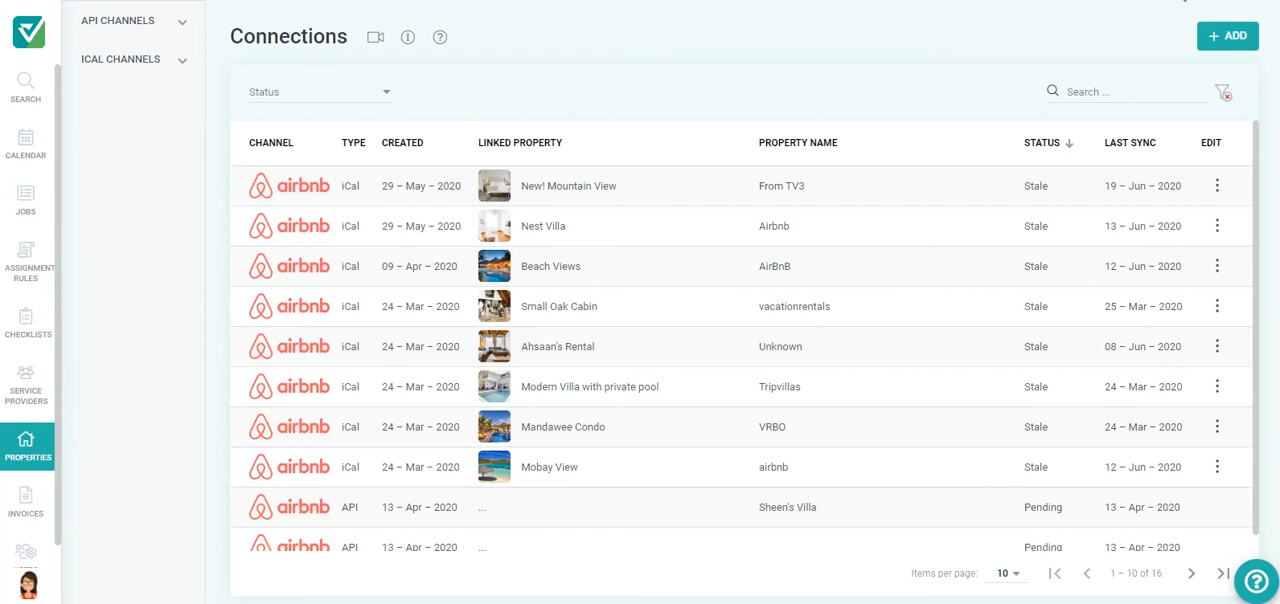 API CHANNELS
ICAL CHANNELS
SEARCH
CALENDAR
JOBS
ASSIGNMENT
RULES
CHECKLISTS
SERVICE
PROVIDERS
PROPERTIES
INVOICES
Connections
+ ADD
Status
Search ...
CHANNEL TYPE CREATED LINKED PROPERTY PROPERTY NAME STATUS LAST SYNC EDIT
airbnb iCal 29 – May – 2020 New! Mountain View From TV3 Stale 19 – Jun – 2020
airbnb iCal 29 – May – 2020 Nest Villa Airbnb Stale 13 – Jun – 2020
airbnb iCal 09 – Apr – 2020 Beach Views AirBnB Stale 12 – Jun – 2020
airbnb iCal 24 – Mar – 2020 Small Oak Cabin vacationrentals Stale 25 – Mar – 2020
airbnb iCal 24 – Mar – 2020 Ahsaan's Rental Unknown Stale 08 – Jun – 2020
airbnb iCal 24 – Mar – 2020 Modern Villa with private pool Tripvillas Stale 24 – Mar – 2020
airbnb iCal 24 – Mar – 2020 Mandawee Condo VRBO Stale 24 – Mar – 2020
airbnb iCal 24 – Mar – 2020 Mobay View airbnb Stale 12 – Jun – 2020
airbnb API 13 – Apr – 2020 ... Sheen's Villa Pending 13 – Apr – 2020
airbnb API 13 – Apr – 2020 ... Pending 13 – Apr – 2020
Items per page: 10 1 – 10 of 16